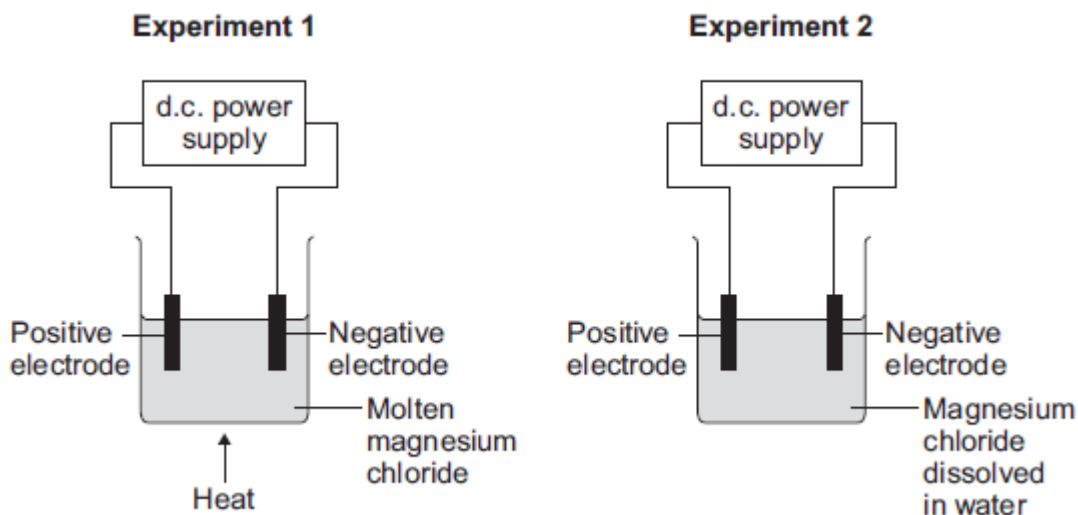 Experiment 1
d.c. power
supply
Positive
electrode
Negative
electrode
Molten
magnesium
chloride
Heat
Experiment 2
d.c. power
supply
Positive
electrode
Negative
electrode
Magnesium
chloride
dissolved
in water